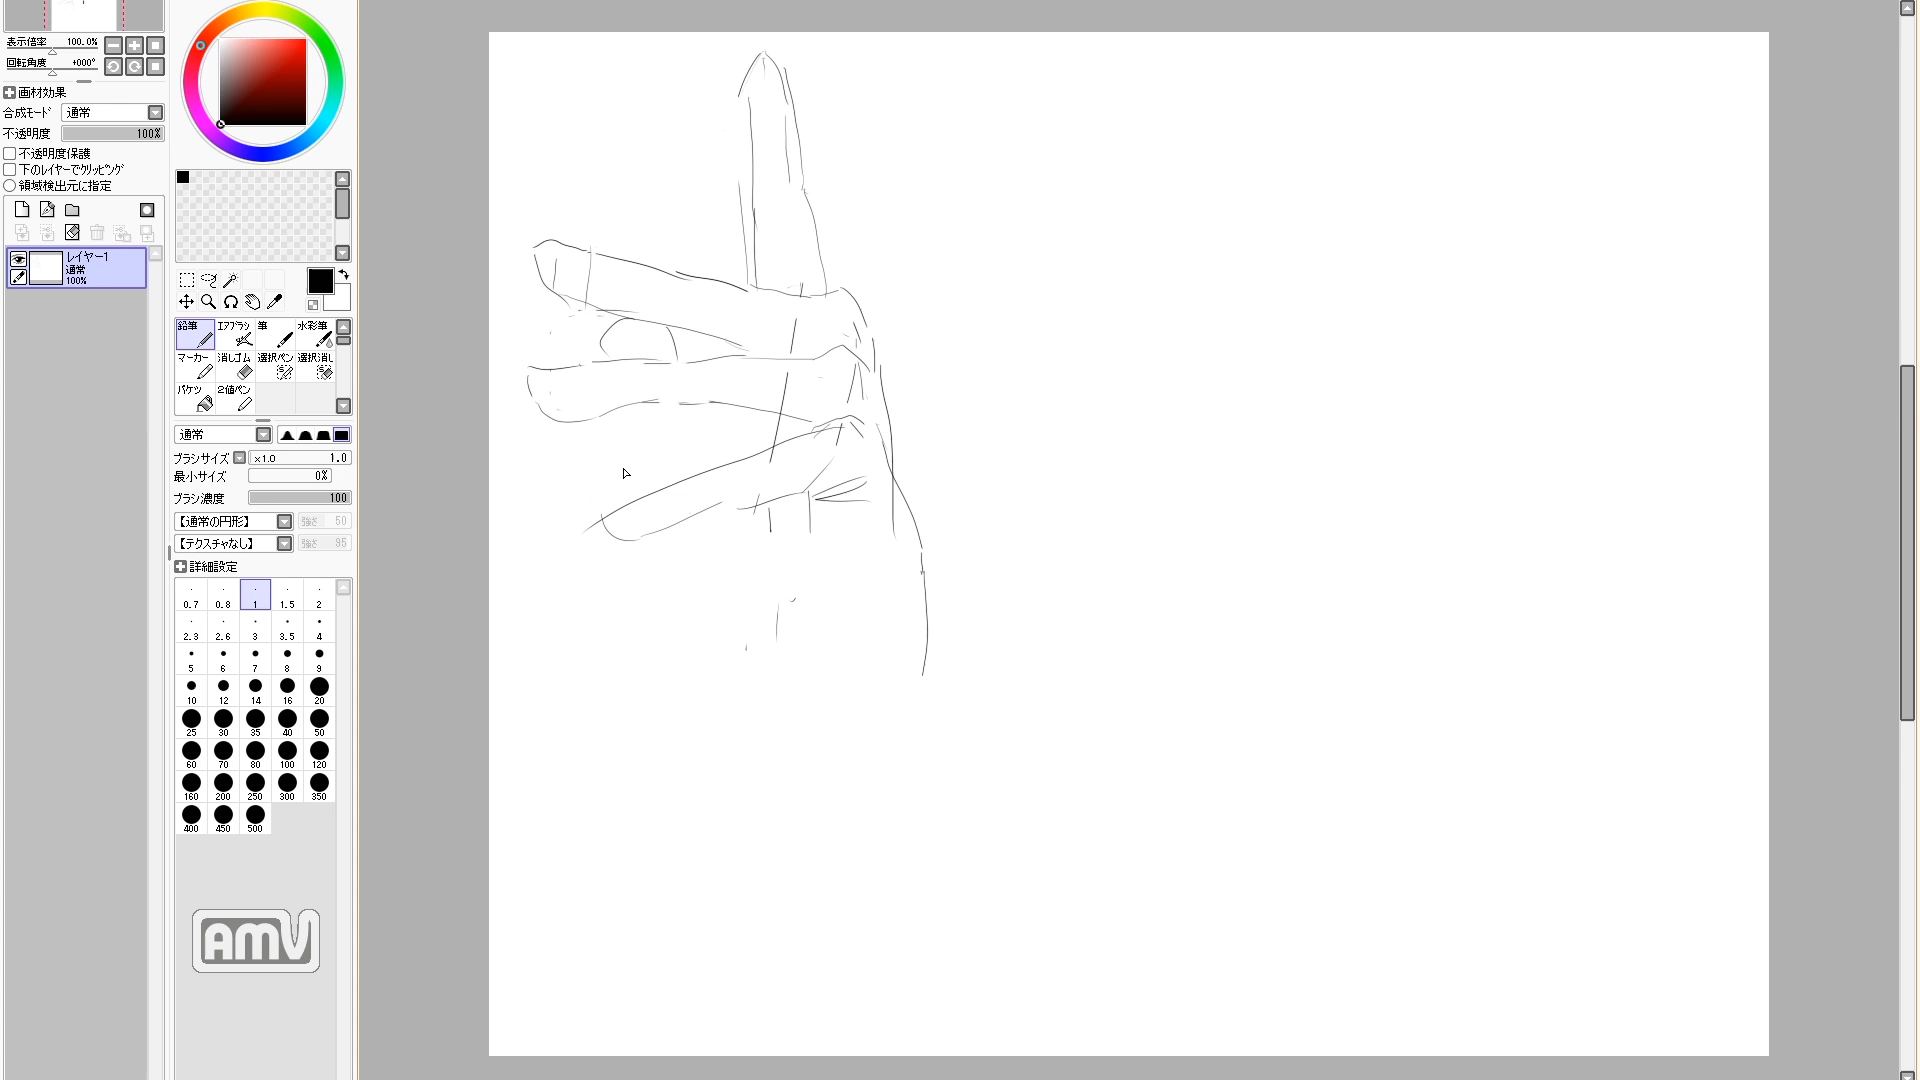 表示倍率 100.0%
回転角度 +000°
画材効果
合成モード 通常
不透明度 100%
不透明度保護
下のレイヤーでクリッピング
領域検出元に指定
レイヤー1
通常
100%
鉛筆 エアブラシ 筆 水彩筆
マーカー 消しゴム 選択ペン 選択消し
バケツ 2値ペン
通常
ブラシサイズ x1.0 1.0
最小サイズ 0%
ブラシ濃度 100
【通常の円形】 強さ 50
【テクスチャなし】 強さ 95
詳細設定
0.7 0.8 1 1.5 2
2.3 2.6 3 3.5 4
5 6 7 8 9
10 12 14 16 20
25 30 35 40 50
60 70 80 100 120
160 200 250 300 350
400 450 500
AMV